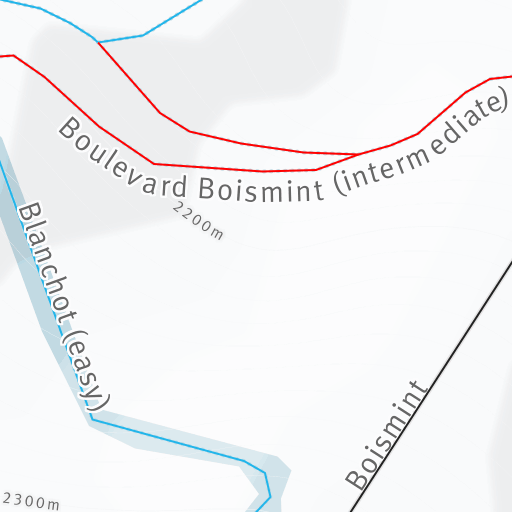 Boulevard Boismint (intermediate)
2200m
Blanchot (easy)
Boismint
2300m